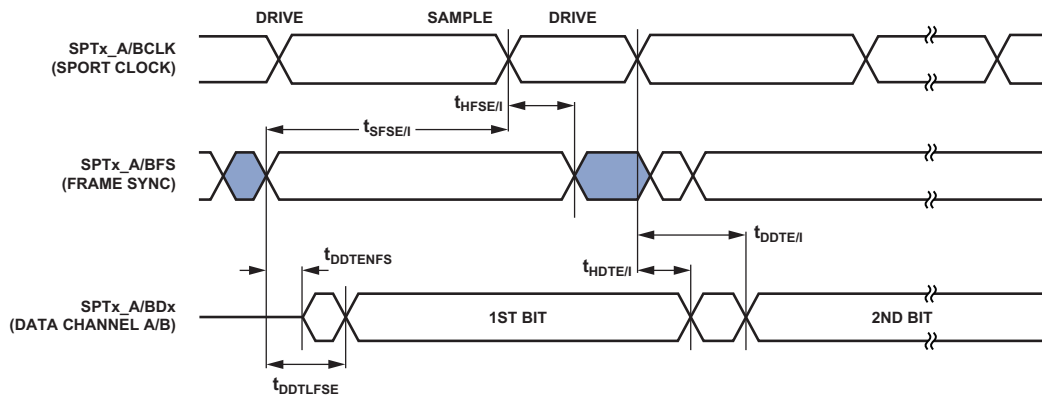 DRIVE SAMPLE DRIVE
SPTx_A/BCLK
(SPORT CLOCK)
tHFSE/I
tSFSE/I
SPTx_A/BFS
(FRAME SYNC)
tDDTE/I
tDDTENFS
tHDTE/I
SPTx_A/BDx
(DATA CHANNEL A/B)
1ST BIT 2ND BIT
tDDTLFSE